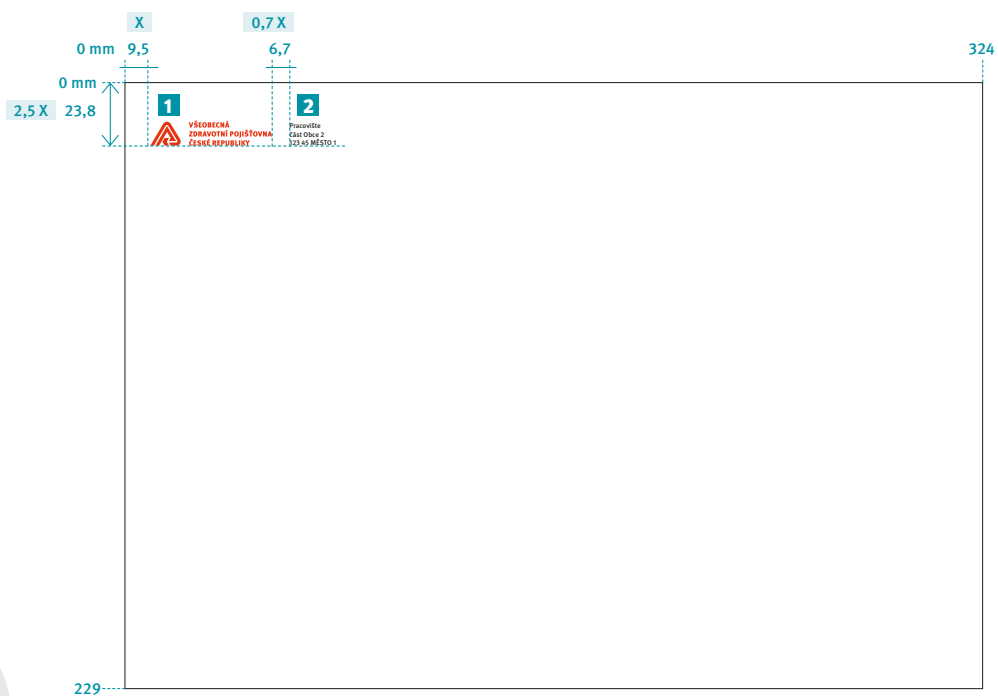 X
0,7 X
0 mm
9,5
6,7
324
0 mm
2,5 X
23,8
1
2
VŠEOBECNÁ
ZDRAVOTNÍ POJIŠŤOVNA
ČESKÉ REPUBLIKY
Pracoviště
Část Obce 2
123 45 MĚSTO 1
229